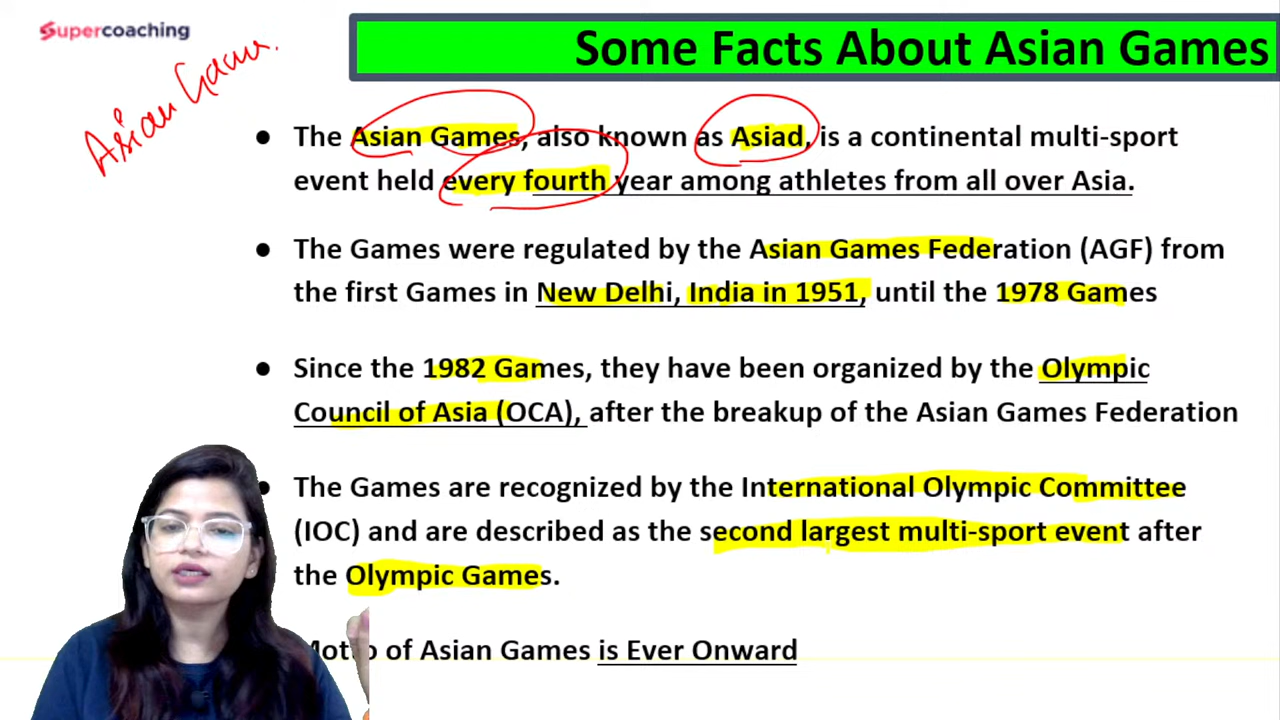 Supercoaching
Some Facts About Asian Games
Asian Game
● The Asian Games, also known as Asiad, is a continental multi-sport
event held every fourth year among athletes from all over Asia.
● The Games were regulated by the Asian Games Federation (AGF) from
the first Games in New Delhi, India in 1951, until the 1978 Games
● Since the 1982 Games, they have been organized by the Olympic
Council of Asia (OCA), after the breakup of the Asian Games Federation
● The Games are recognized by the International Olympic Committee
(IOC) and are described as the second largest multi-sport event after
the Olympic Games.
Motto of Asian Games is Ever Onward